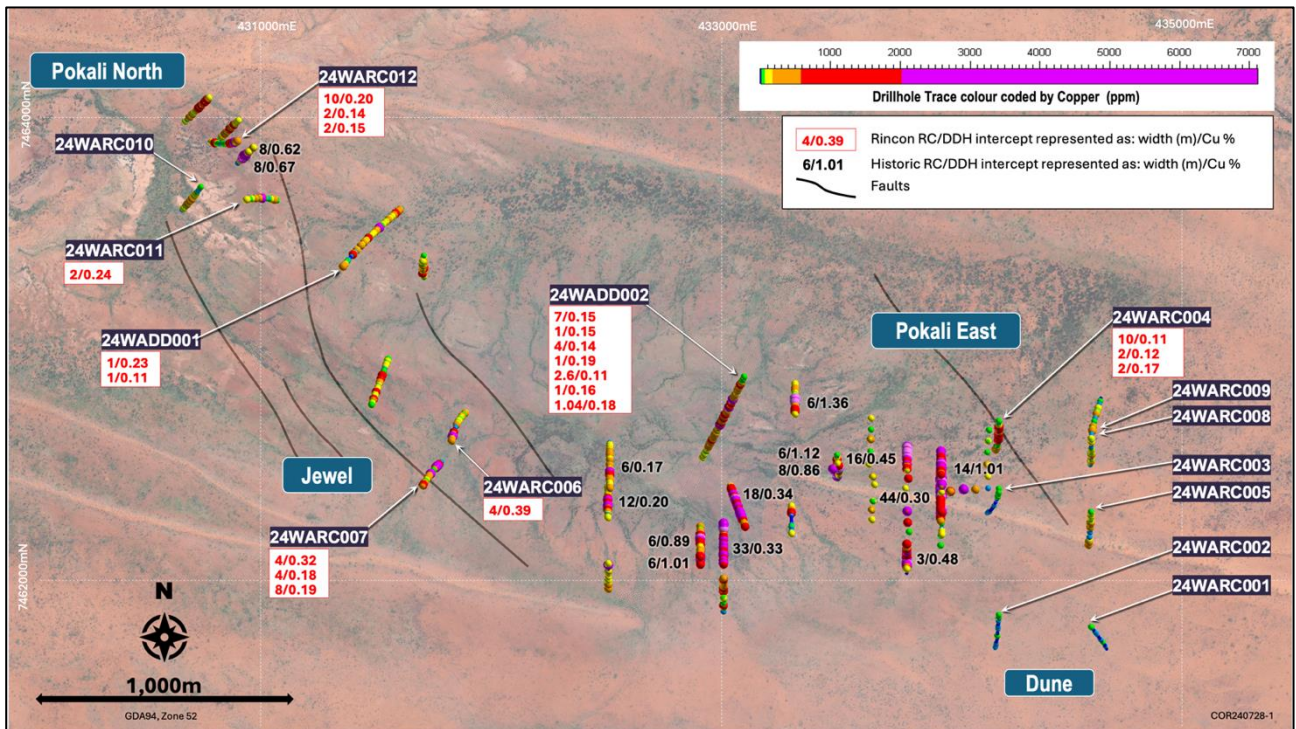 431000mE
433000mE
435000mE
7464000mN
7462000mN
Pokali North
24WARC012
10/0.20
2/0.14
2/0.15
24WARC010
8/0.62
8/0.67
24WARC011
2/0.24
24WADD001
1/0.23
1/0.11
1000 2000 3000 4000 5000 6000 7000
Drillhole Trace colour coded by Copper (ppm)
4/0.39 Rincon RC/DDH intercept represented as: width (m)/Cu %
6/1.01 Historic RC/DDH intercept represented as: width (m)/Cu %
Faults
24WADD002
7/0.15
1/0.15
4/0.14
1/0.19
2.6/0.11
1/0.16
1.04/0.18
Pokali East
24WARC004
10/0.11
2/0.12
2/0.17
24WARC009
24WARC008
24WARC003
24WARC005
24WARC002
24WARC001
6/1.36
6/1.12
8/0.86
16/0.45
14/1.01
44/0.30
3/0.48
18/0.34
33/0.33
6/0.89
6/1.01
6/0.17
12/0.20
Jewel
24WARC006
4/0.39
24WARC007
4/0.32
4/0.18
8/0.19
Dune
N
1,000m
GDA94, Zone 52
COR240728-1